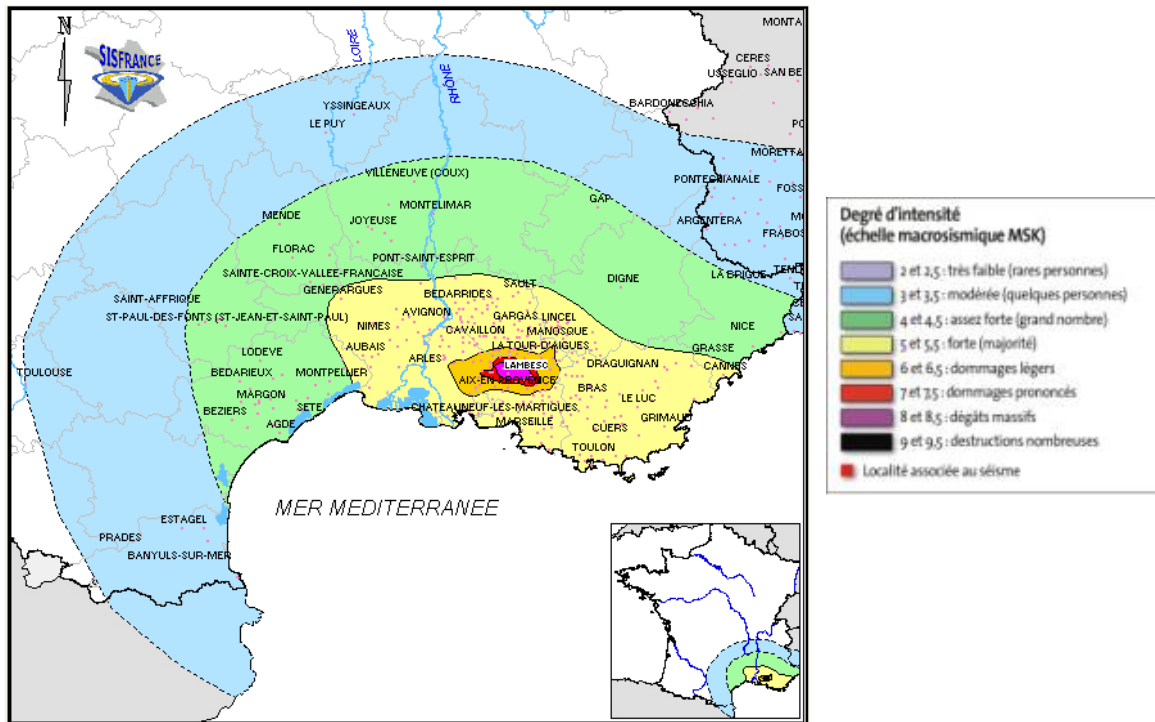 N
SISFRANCE
LOIRE
RHÔNE
MONTA
CERES
USSEGLIO
SAN BE
BARDONECCHIA
YSSINGEAUX
LE PUY
MORETTA
VILLENEUVE (COUX)
PONTECHIANALE
FOSS
MENDE
MONTELIMAR
GAP
JOYEUSE
ARGENTERA
FRABOS
FLORAC
PONT-SAINT-ESPRIT
SAINTE-CROIX-VALLEE-FRANCAISE
DIGNE
LA BRIGUE
TENDE
GENERARGUES
SAULT
BEDARRIDES
SAINT-AFFRIQUE
AVIGNON
GARGAS
LINCEL
ST-PAUL-DES-FONTS (ST-JEAN-ET-SAINT-PAUL)
NIMES
CAVAILLON
MANOSQUE
NICE
AUBAIS
LA TOUR-D'AIGUES
GRASSE
LODEVE
ARLES
DRAGUIGNAN
TOULOUSE
BEDARIEUX
MONTPELLIER
LAMBESC
CANNES
AIX-EN-PROVENCE
BRAS
MARGON
LE LUC
BEZIERS
SETE
CHATEAUNEUF-LES-MARTIGUES
GRIMAUD
AGDE
MARSEILLE
CUERS
TOULON
MER MEDITERRANEE
ESTAGEL
PRADES
BANYULS-SUR-MER
Degré d'intensité
(échelle macrosismique MSK)
2 et 2,5 : très faible (rares personnes)
3 et 3,5 : modérée (quelques personnes)
4 et 4,5 : assez forte (grand nombre)
5 et 5,5 : forte (majorité)
6 et 6,5 : dommages légers
7 et 7,5 : dommages prononcés
8 et 8,5 : dégâts massifs
9 et 9,5 : destructions nombreuses
Localité associée au séisme